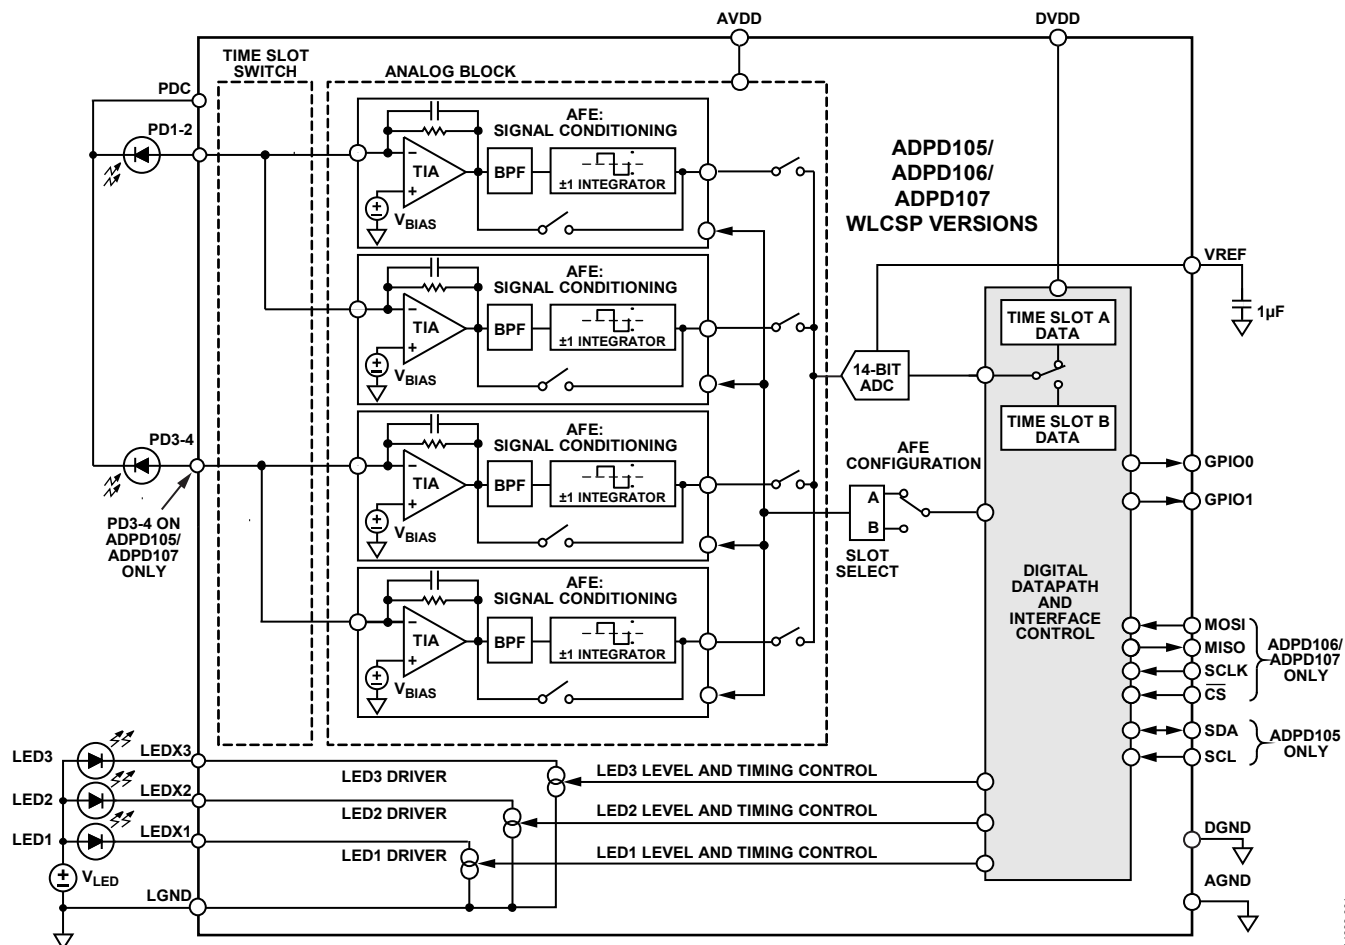 AVDD
DVDD
TIME SLOT
SWITCH
ANALOG BLOCK
PDC
PD1-2
AFE:
SIGNAL CONDITIONING
TIA
BPF
±1 INTEGRATOR
VBIAS
ADPD105/
ADPD106/
ADPD107
WLCSP VERSIONS
AFE:
SIGNAL CONDITIONING
TIA
BPF
±1 INTEGRATOR
VBIAS
VREF
1µF
TIME SLOT A
DATA
14-BIT
ADC
TIME SLOT B
DATA
PD3-4
PD3-4 ON
ADPD105/
ADPD107
ONLY
AFE:
SIGNAL CONDITIONING
TIA
BPF
±1 INTEGRATOR
VBIAS
AFE
CONFIGURATION
A
B
SLOT
SELECT
GPIO0
GPIO1
DIGITAL
DATAPATH
AND
INTERFACE
CONTROL
AFE:
SIGNAL CONDITIONING
TIA
BPF
±1 INTEGRATOR
VBIAS
MOSI
MISO
SCLK
CS
ADPD106/
ADPD107
ONLY
SDA
SCL
ADPD105
ONLY
LED3
LEDX3
LED3 DRIVER
LED3 LEVEL AND TIMING CONTROL
LED2
LEDX2
LED2 DRIVER
LED2 LEVEL AND TIMING CONTROL
LED1
LEDX1
LED1 DRIVER
LED1 LEVEL AND TIMING CONTROL
VLED
LGND
DGND
AGND